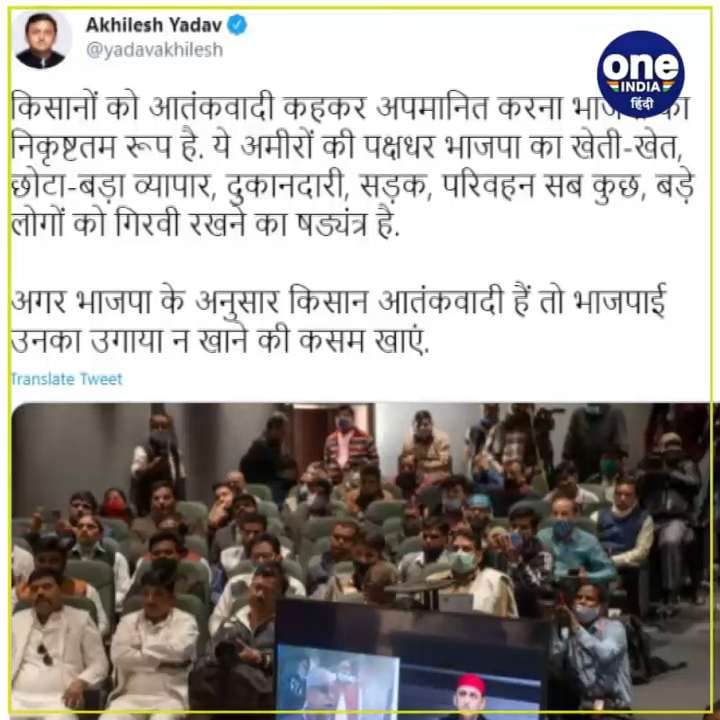 Akhilesh Yadav
@yadavakhilesh
one
INDIA
हिंदी
किसानों को आतंकवादी कहकर अपमानित करना का
निकृष्टतम रूप है. ये अमीरों की पक्षधर भाजपा का खेती-खेत,
छोटा-बड़ा व्यापार, दुकानदारी, सड़क, परिवहन सब कुछ, बड़े
लोगों को गिरवी रखने का षड्यंत्र है.
अगर भाजपा के अनुसार किसान आतंकवादी हैं तो भाजपाई
उनका उगाया न खाने की कसम खाएं.
Translate Tweet